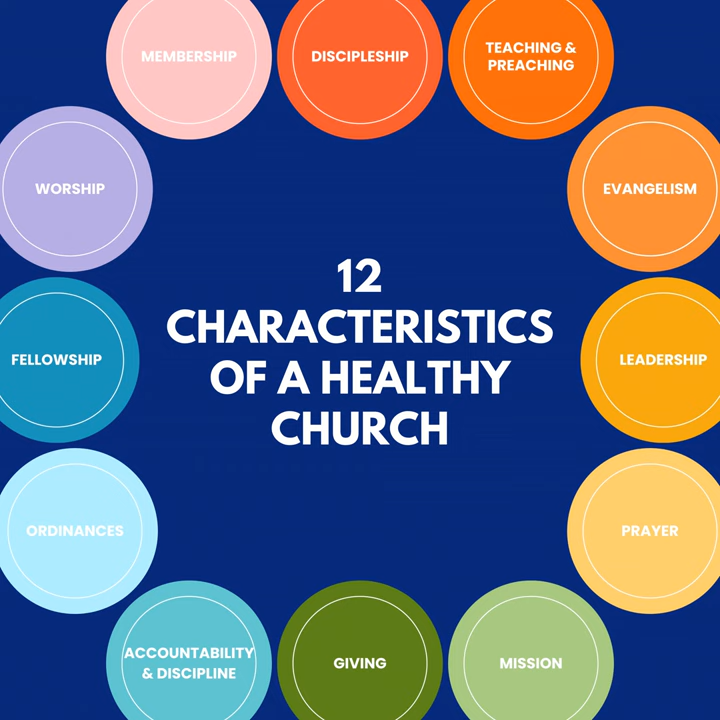 MEMBERSHIP
DISCIPLESHIP
TEACHING &
PREACHING
WORSHIP
EVANGELISM
12
CHARACTERISTICS
OF A HEALTHY
CHURCH
FELLOWSHIP
LEADERSHIP
ORDINANCES
PRAYER
ACCOUNTABILITY
& DISCIPLINE
GIVING
MISSION